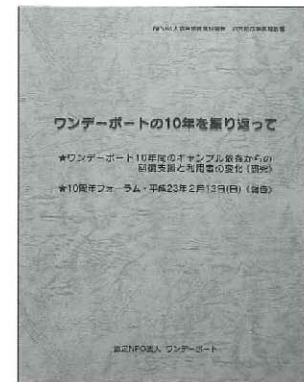 ワンデーポートの10年を振り返って
★ワンデーポート10年間のギャンブル依存からの
回復支援と利用者の変化(研究)
★10周年フォーラム・平成23年2月13日(日)(報告)
認定NPO法人 ワンデーポート